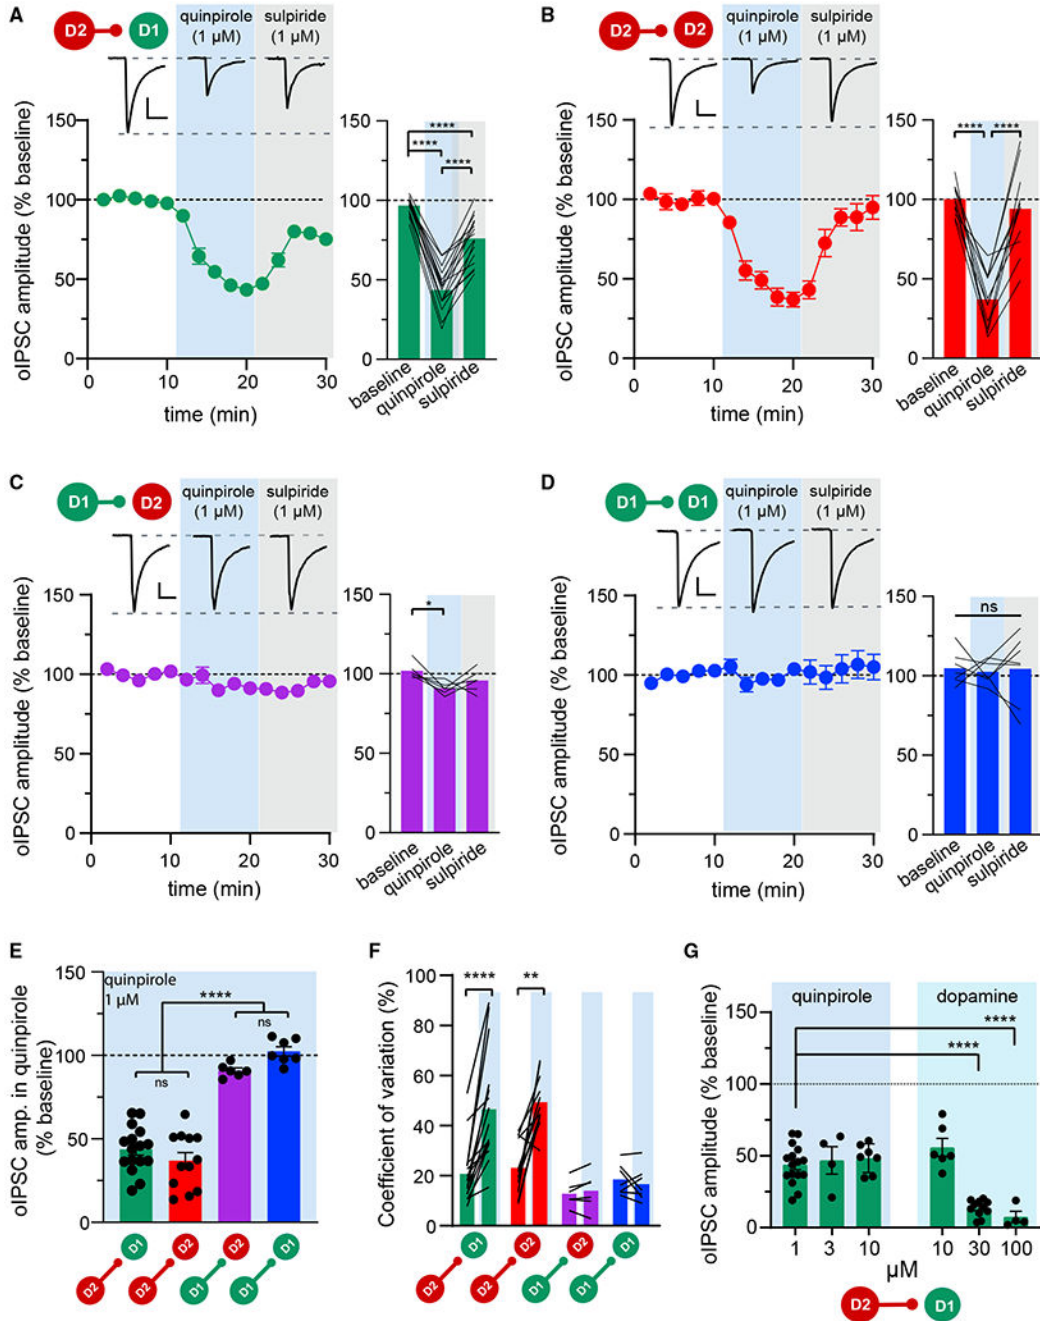 A
D2 D1
quinpirole
(1 µM)
sulpiride
(1 µM)
oIPSC amplitude (% baseline)
150
100
50
0
0 10 20 30
time (min)
150
100
50
0
****
****
****
baseline
quinpirole
sulpiride
B
D2 D2
quinpirole
(1 µM)
sulpiride
(1 µM)
oIPSC amplitude (% baseline)
150
100
50
0
0 10 20 30
time (min)
150
100
50
0
**** ****
baseline
quinpirole
sulpiride
C
D1 D2
quinpirole
(1 µM)
sulpiride
(1 µM)
oIPSC amplitude (% baseline)
150
100
50
0
0 10 20 30
time (min)
150
100
50
0
*
baseline
quinpirole
sulpiride
D
D1 D1
quinpirole
(1 µM)
sulpiride
(1 µM)
oIPSC amplitude (% baseline)
150
100
50
0
0 10 20 30
time (min)
150
100
50
0
ns
baseline
quinpirole
sulpiride
E
oIPSC amp. in quinpirole
(% baseline)
150
100
50
0
quinpirole
1 µM
****
ns
ns
D1 D2 D2 D1
D2 D2 D1 D1
F
Coefficient of variation (%)
100
80
60
40
20
0
**** **
D1 D2 D2 D1
D2 D2 D1 D1
G
oIPSC amplitude (% baseline)
150
100
50
0
quinpirole dopamine
****
****
1 3 10 10 30 100
µM
D2 D1